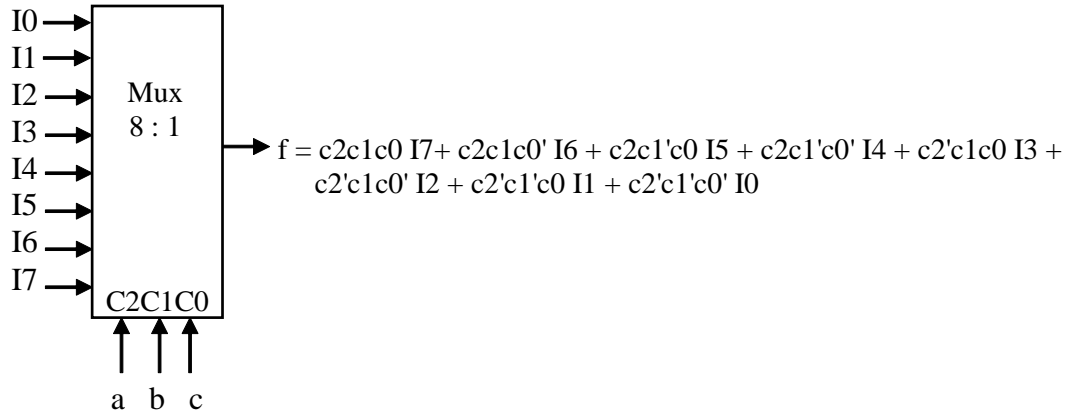 I0
I1
I2
I3
I4
I5
I6
I7
Mux
8 : 1
C2C1C0
a b c
f = c2c1c0 I7+ c2c1c0' I6 + c2c1'c0 I5 + c2c1'c0' I4 + c2'c1c0 I3 +
c2'c1c0' I2 + c2'c1'c0 I1 + c2'c1'c0' I0